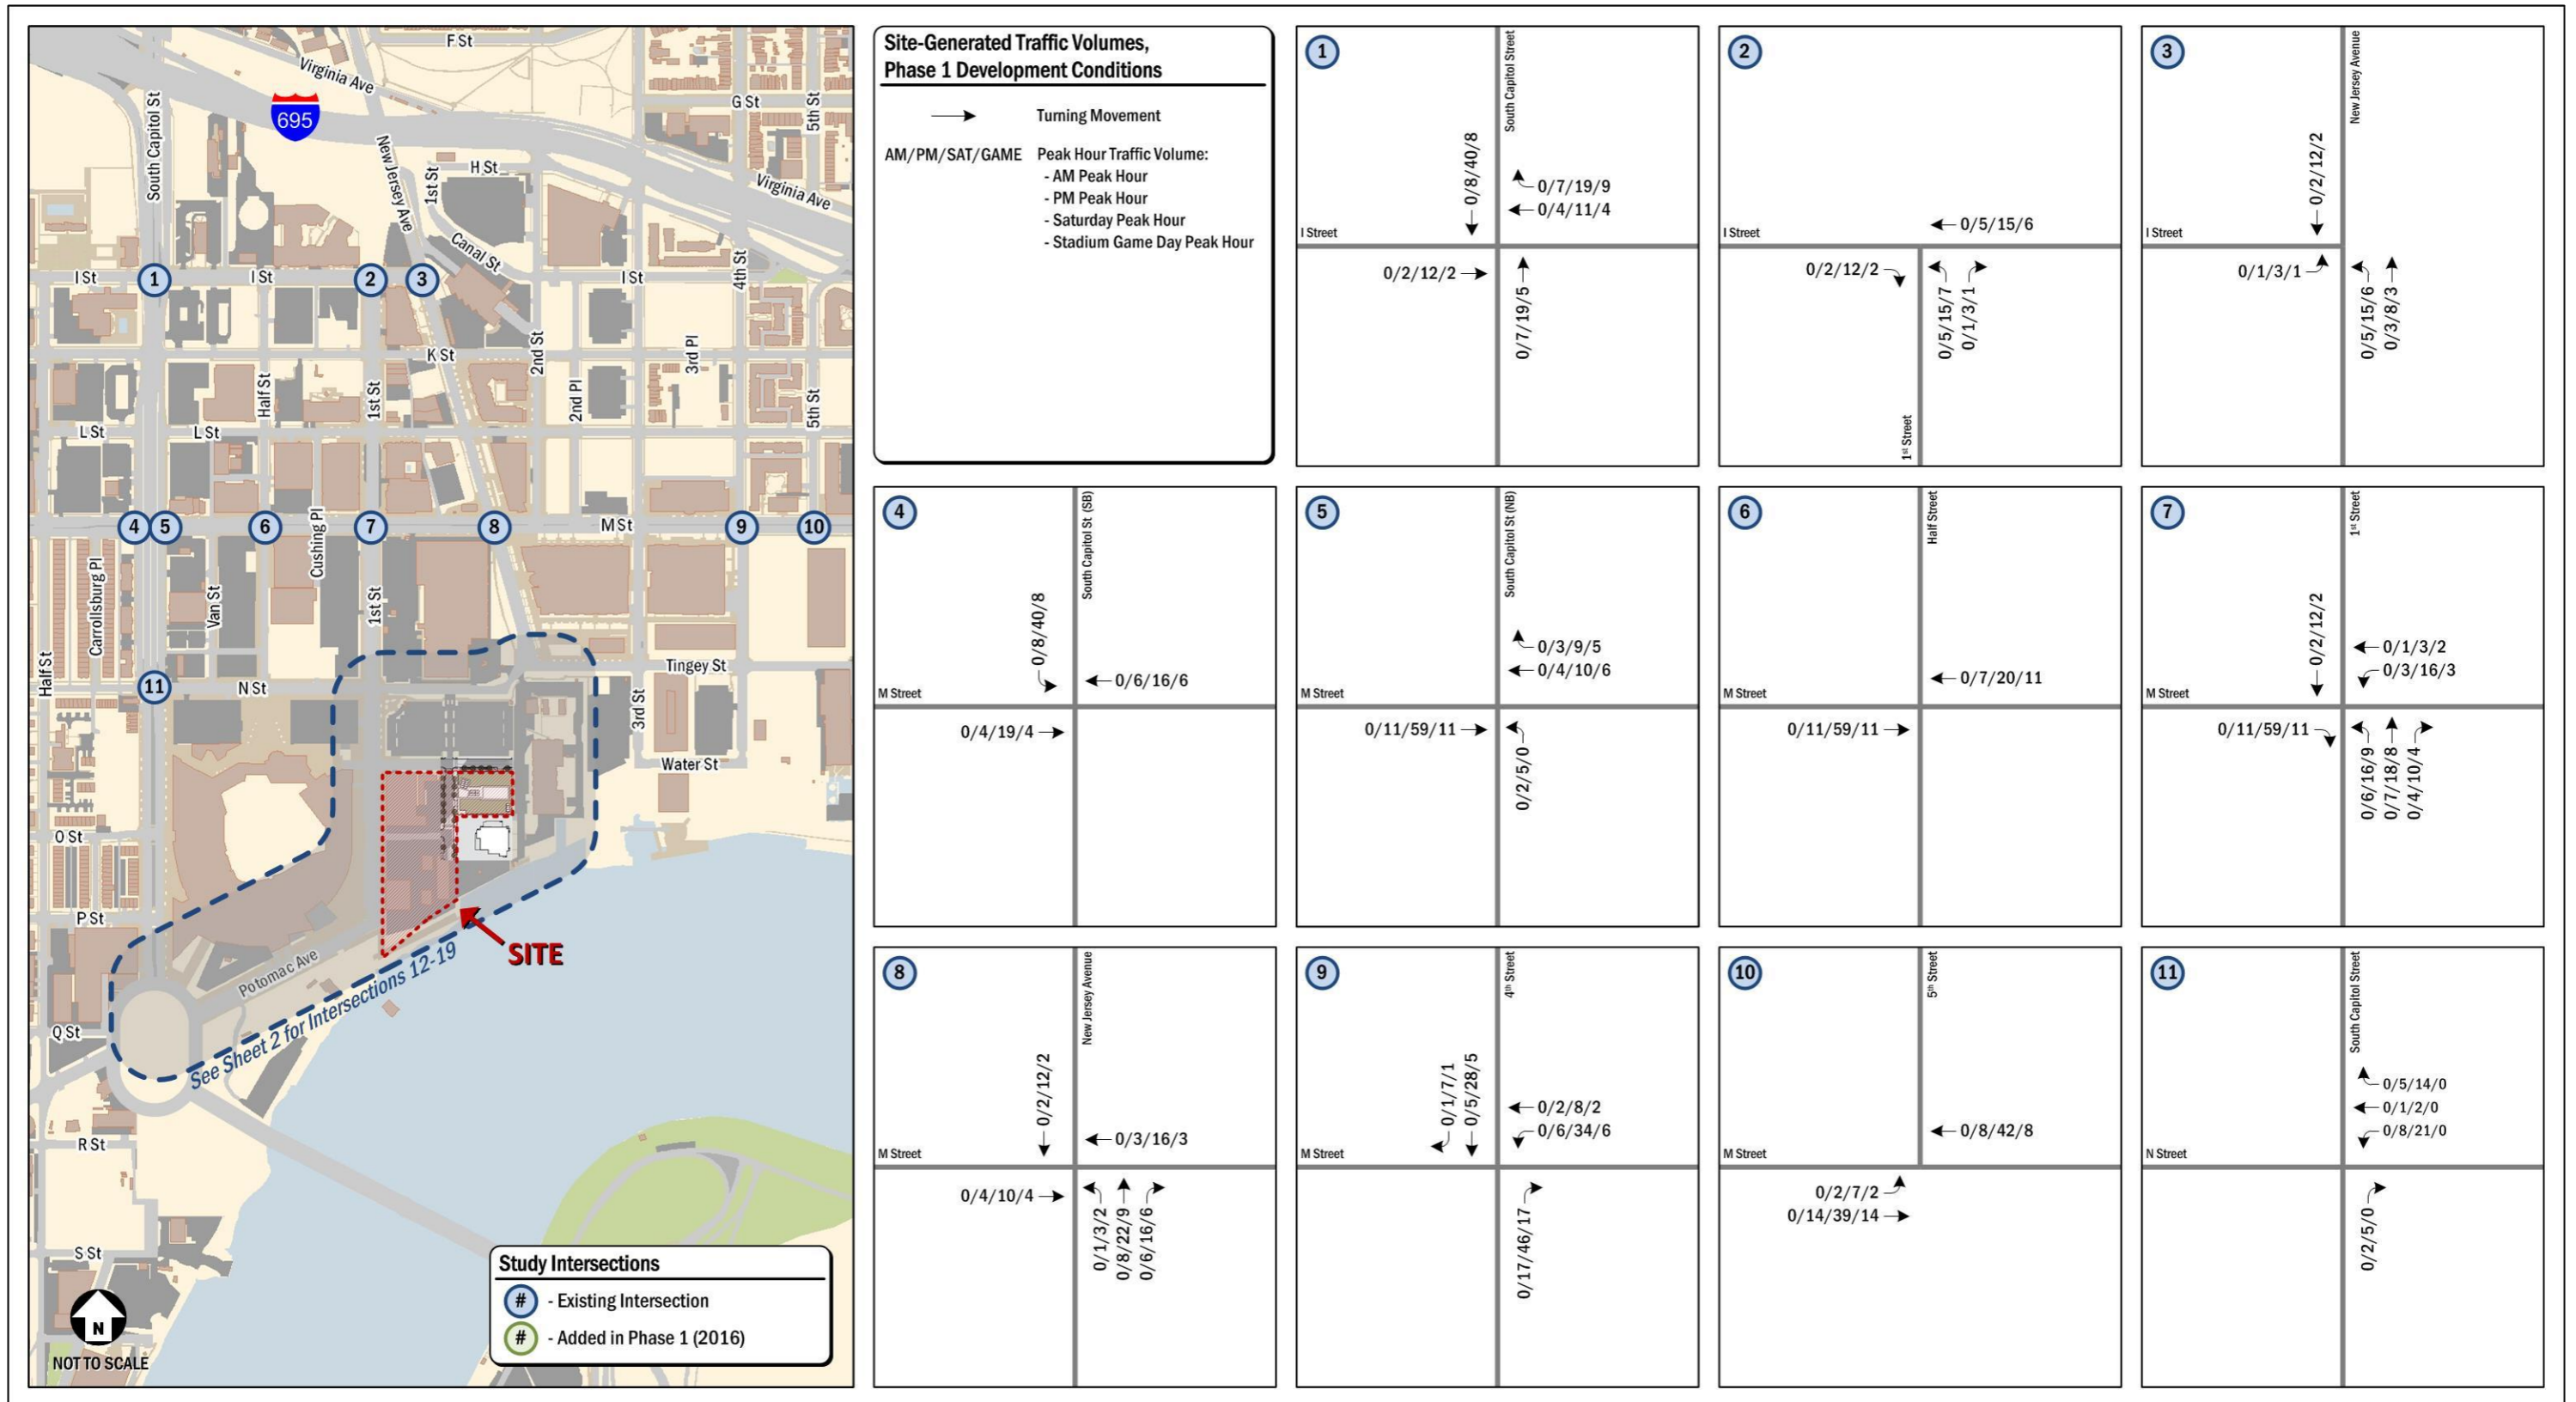 F St
Virginia Ave
695
G St
5th St
South Capitol St
New Jersey Ave
1st St
H St
Virginia Ave
Canal St
4th St
I St
1
I St
2
3
I St
2nd St
K St
3rd Pl
Half St
1st St
2nd Pl
5th St
L St
L St
4
5
6
Cushing Pl
7
8
M St
9
10
Carrollsburg Pl
Van St
1st St
Half St
11
N St
Tingey St
3rd St
Water St
O St
P St
SITE
Potomac Ave
See Sheet 2 for Intersections 12-19
Q St
R St
S St
N
NOT TO SCALE
Study Intersections
# - Existing Intersection
# - Added in Phase 1 (2016)
Site-Generated Traffic Volumes,
Phase 1 Development Conditions
Turning Movement
AM/PM/SAT/GAME Peak Hour Traffic Volume:
- AM Peak Hour
- PM Peak Hour
- Saturday Peak Hour
- Stadium Game Day Peak Hour
1
South Capitol Street
0/8/40/8
0/7/19/9
0/4/11/4
I Street
0/2/12/2
0/7/19/5
2
0/5/15/6
I Street
0/2/12/2
0/5/15/7
0/1/3/1
1st Street
3
New Jersey Avenue
0/2/12/2
I Street
0/1/3/1
0/5/15/6
0/3/8/3
4
South Capitol St (SB)
0/8/40/8
0/6/16/6
M Street
0/4/19/4
5
South Capitol St (NB)
0/3/9/5
0/4/10/6
M Street
0/11/59/11
0/2/5/0
6
Half Street
0/7/20/11
M Street
0/11/59/11
7
1st Street
0/2/12/2
0/1/3/2
0/3/16/3
M Street
0/11/59/11
0/6/16/9
0/7/18/8
0/4/10/4
8
New Jersey Avenue
0/2/12/2
0/3/16/3
M Street
0/4/10/4
0/1/3/2
0/8/22/9
0/6/16/6
9
4th Street
0/1/7/1
0/5/28/5
0/2/8/2
0/6/34/6
M Street
0/17/46/17
10
5th Street
0/8/42/8
M Street
0/2/7/2
0/14/39/14
11
South Capitol Street
0/5/14/0
0/1/2/0
0/8/21/0
N Street
0/2/5/0